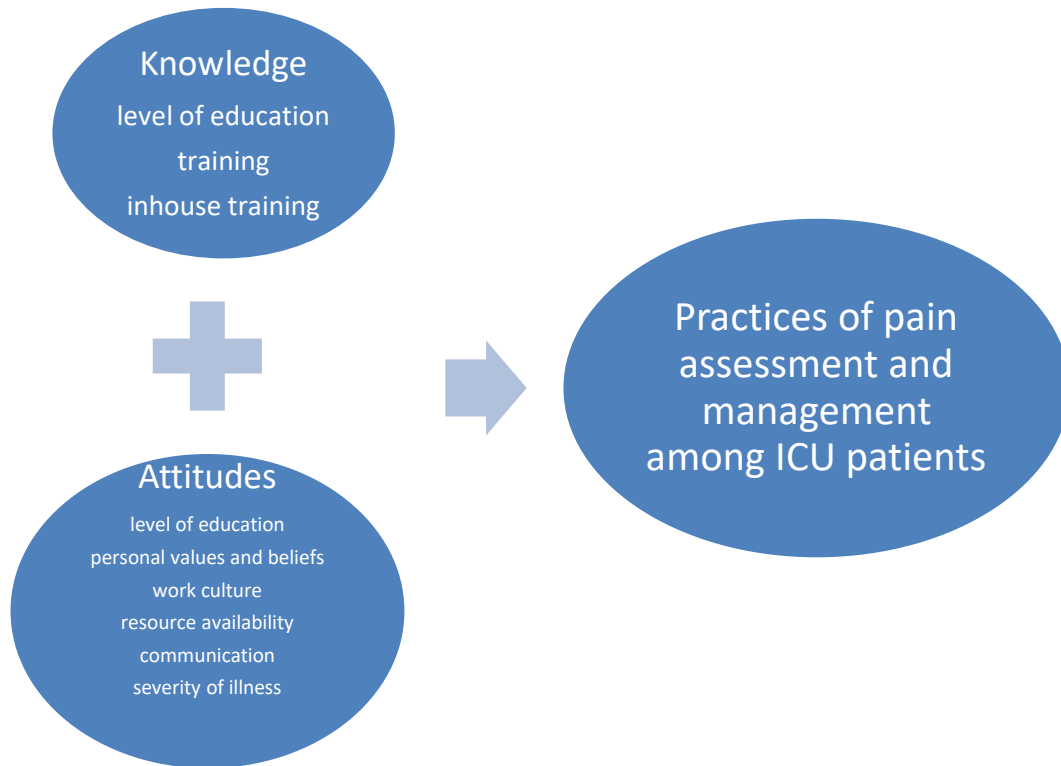 Knowledge
level of education
training
inhouse training
Attitudes
level of education
personal values and beliefs
work culture
resource availability
communication
severity of illness
Practices of pain
assessment and
management
among ICU patients